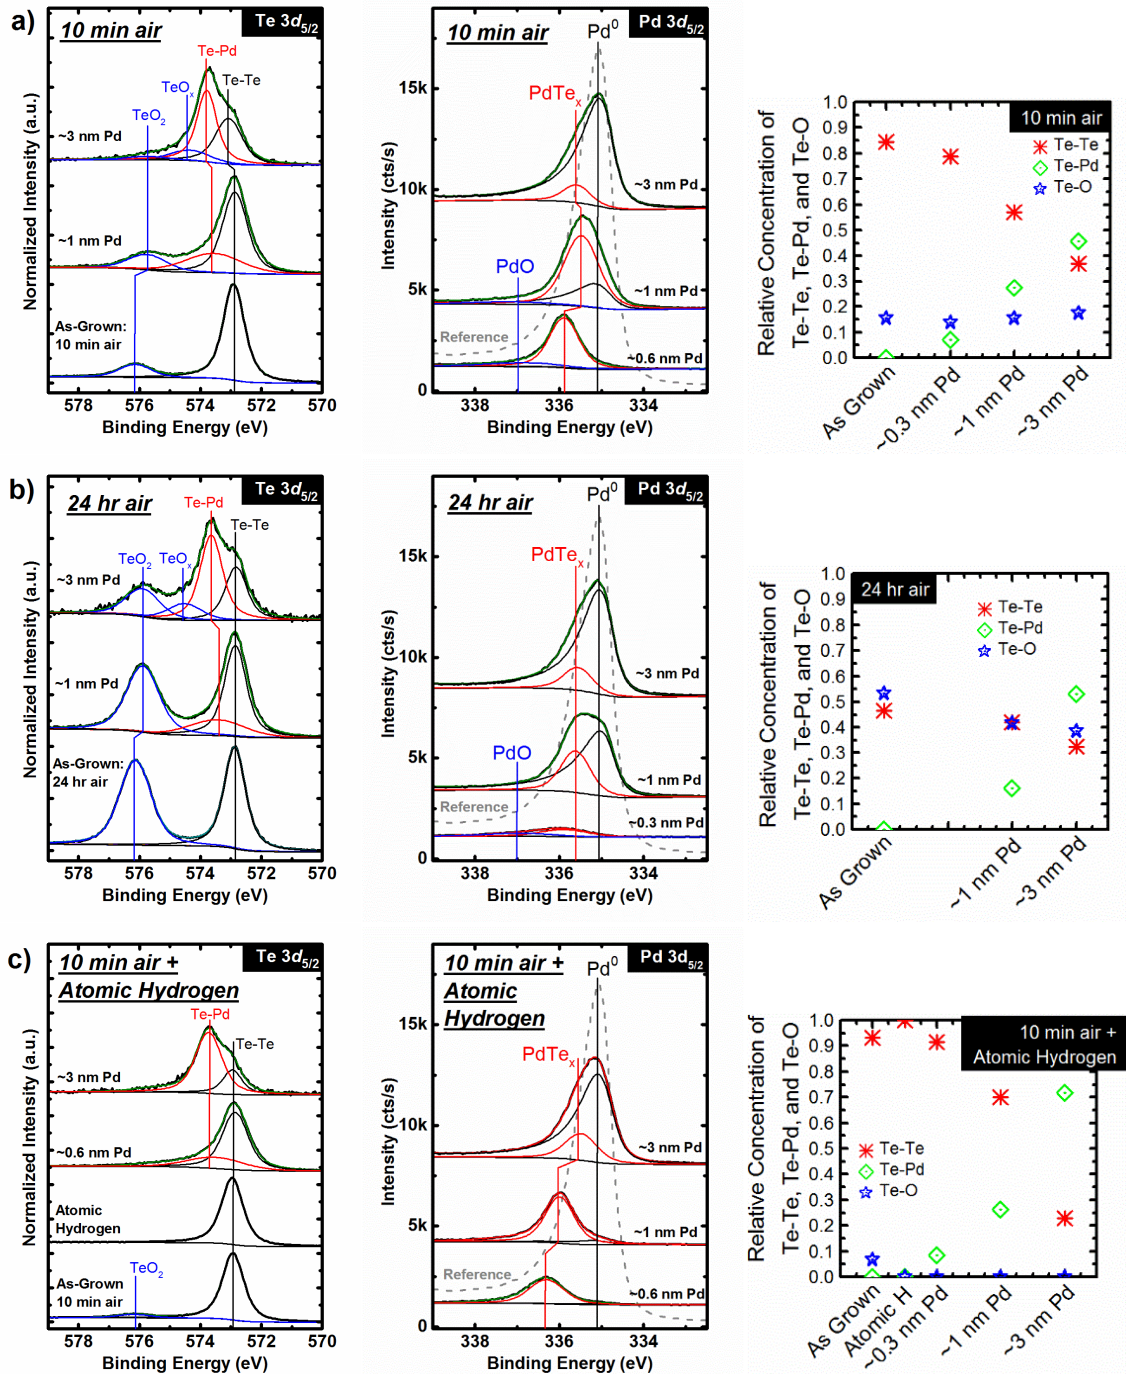 a)
10 min air
Te 3d5/2
Te-Pd
Te-Te
TeOx
TeO2
~3 nm Pd
~1 nm Pd
As-Grown:
10 min air
Normalized Intensity (a.u.)
578 576 574 572 570
Binding Energy (eV)
10 min air
Pd 3d5/2
Pd0
PdTex
PdO
~3 nm Pd
~1 nm Pd
Reference
~0.6 nm Pd
15k
10k
5k
0
Intensity (cts/s)
338 336 334
Binding Energy (eV)
10 min air
Te-Te
Te-Pd
Te-O
1.0
0.9
0.8
0.7
0.6
0.5
0.4
0.3
0.2
0.1
0.0
Relative Concentration of
Te-Te, Te-Pd, and Te-O
As Grown
~0.3 nm Pd
~1 nm Pd
~3 nm Pd
b)
24 hr air
Te 3d5/2
Te-Pd
Te-Te
TeO2
TeOx
~3 nm Pd
~1 nm Pd
As-Grown:
24 hr air
Normalized Intensity (a.u.)
578 576 574 572 570
Binding Energy (eV)
24 hr air
Pd 3d5/2
Pd0
PdTex
PdO
~3 nm Pd
~1 nm Pd
Reference
~0.3 nm Pd
15k
10k
5k
0
Intensity (cts/s)
338 336 334
Binding Energy (eV)
24 hr air
Te-Te
Te-Pd
Te-O
1.0
0.9
0.8
0.7
0.6
0.5
0.4
0.3
0.2
0.1
0.0
Relative Concentration of
Te-Te, Te-Pd, and Te-O
As Grown
~1 nm Pd
~3 nm Pd
c)
10 min air +
Atomic Hydrogen
Te 3d5/2
Te-Pd
Te-Te
~3 nm Pd
~0.6 nm Pd
Atomic
Hydrogen
As-Grown
10 min air
TeO2
Normalized Intensity (a.u.)
578 576 574 572 570
Binding Energy (eV)
10 min air +
Atomic
Hydrogen
Pd 3d5/2
Pd0
PdTex
~3 nm Pd
~1 nm Pd
Reference
~0.6 nm Pd
15k
10k
5k
0
Intensity (cts/s)
338 336 334
Binding Energy (eV)
10 min air +
Atomic Hydrogen
Te-Te
Te-Pd
Te-O
1.0
0.9
0.8
0.7
0.6
0.5
0.4
0.3
0.2
0.1
0.0
Relative Concentration of
Te-Te, Te-Pd, and Te-O
As Grown
Atomic H
~0.3 nm Pd
~1 nm Pd
~3 nm Pd